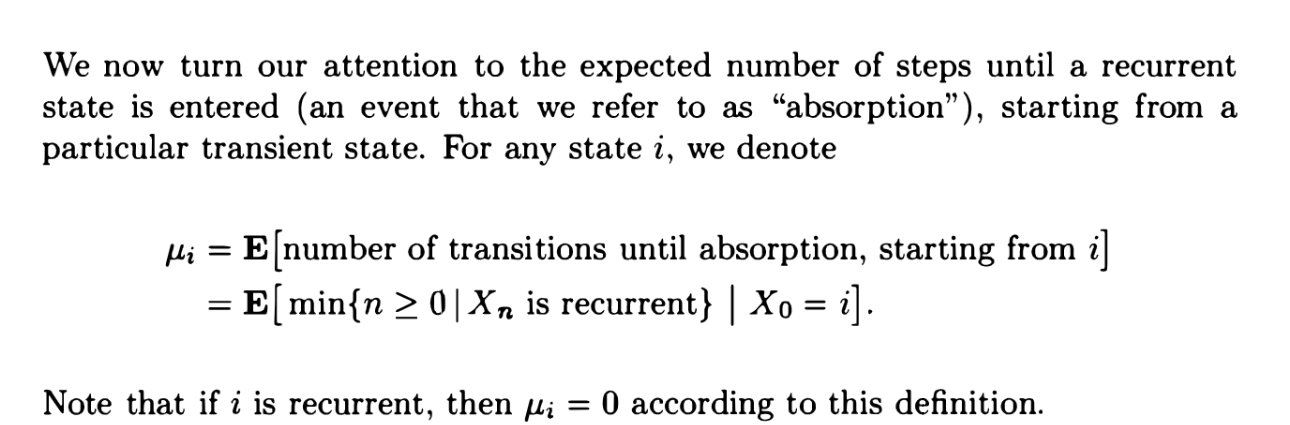 We now turn our attention to the expected number of steps until a recurrent
state is entered (an event that we refer to as “absorption”), starting from a
particular transient state. For any state i, we denote
μᵢ = E[number of transitions until absorption, starting from i]
= E[min{n ≥ 0 | Xₙ is recurrent} | X₀ = i].
Note that if i is recurrent, then μᵢ = 0 according to this definition.